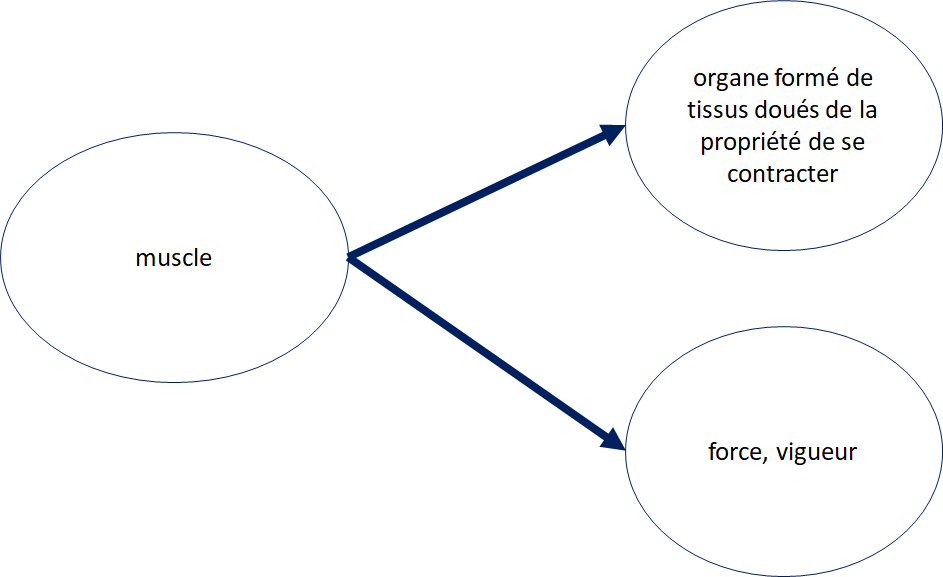 muscle
organe formé de
tissus doués de la
propriété de se
contracter
force, vigueur